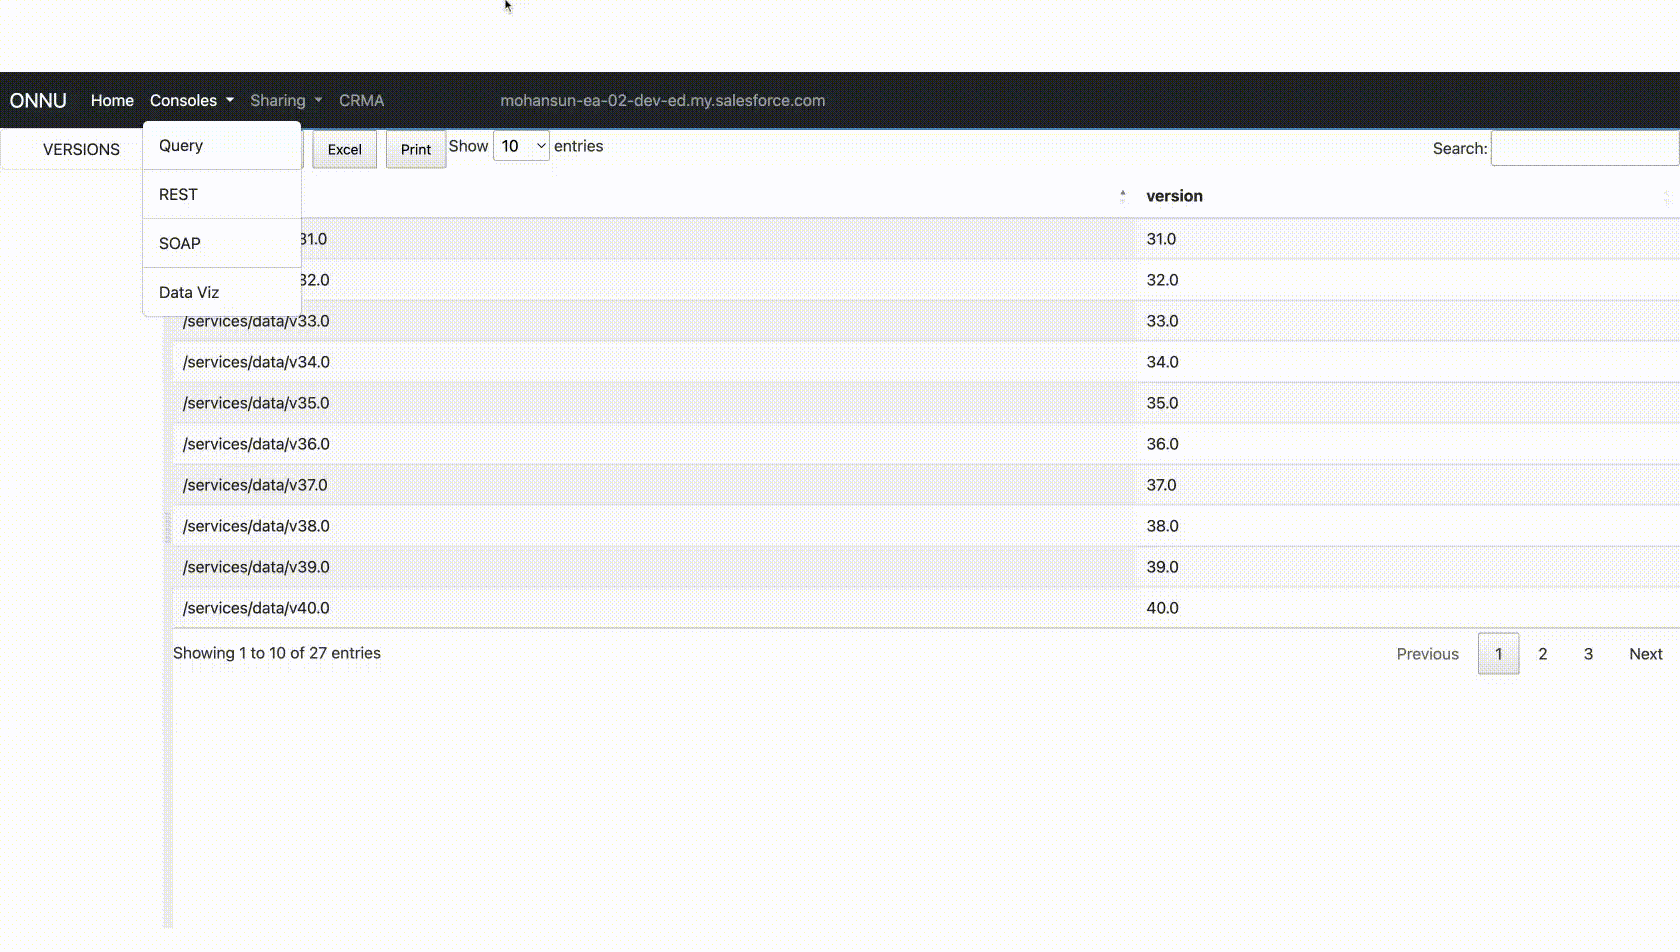 ONNU Home Consoles Sharing CRMA mohansun-ea-02-dev-ed.my.salesforce.com
VERSIONS Excel Print Show 10 entries Search:
Query
REST
SOAP
Data Viz
version
31.0 31.0
32.0 32.0
/services/data/v33.0 33.0
/services/data/v34.0 34.0
/services/data/v35.0 35.0
/services/data/v36.0 36.0
/services/data/v37.0 37.0
/services/data/v38.0 38.0
/services/data/v39.0 39.0
/services/data/v40.0 40.0
Showing 1 to 10 of 27 entries Previous 1 2 3 Next